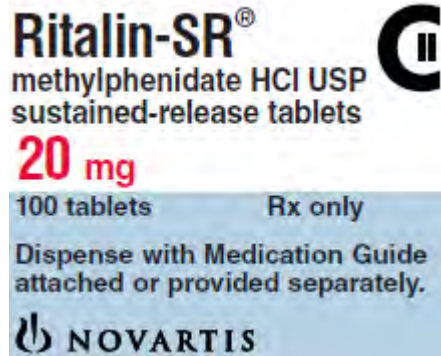 Ritalin-SR®
CII
methylphenidate HCl USP
sustained-release tablets
20 mg
100 tablets Rx only
Dispense with Medication Guide
attached or provided separately.
NOVARTIS